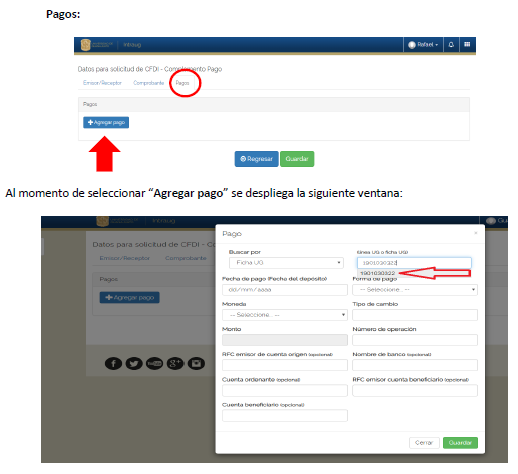 Pagos:
Intraug
Rafael
Datos para solicitud de CFDI - Complemento Pago
Emisor/Receptor Comprobante Pagos
Pagos
Agregar pago
Regresar Guardar
Al momento de seleccionar “Agregar pago” se despliega la siguiente ventana:
Intraug
Pago
Datos para solicitud de CFDI - C
Buscar por línea UG o ficha UG)
Emisor/Receptor Comprobante
Ficha UG 1901030322
1901030322
Pagos
Fecha de pago (Fecha del depósito) Forma de pago
dd/mm/aaaa -- Seleccione... --
Agregar pago
Moneda Tipo de cambio
-- Seleccione... --
Monto Número de operación
RFC emisor de cuenta origen (opcional) Nombre de banco (opcional)
Cuenta ordenante (opcional) RFC emisor cuenta beneficiario (opcional)
Cuenta beneficiario (opcional)
Cerrar Guardar